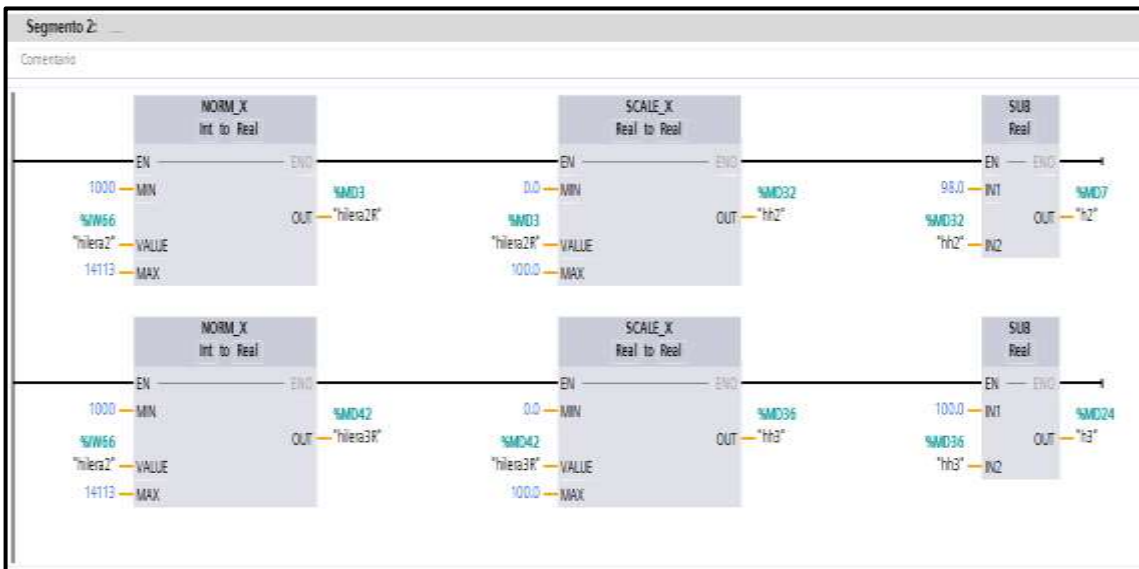 Segmento 2: ....
Comentario
NORM_X
Int to Real
EN
ENO
1000
MIN
%MD3
OUT
"hilera2R"
%IW66
"hilera2"
VALUE
14113
MAX
SCALE_X
Real to Real
EN
ENO
0.0
MIN
%MD32
OUT
"hh2"
%MD3
"hilera2R"
VALUE
100.0
MAX
SUB
Real
EN
ENO
98.0
IN1
%MD7
OUT
"h2"
%MD32
"hh2"
IN2
NORM_X
Int to Real
EN
ENO
1000
MIN
%MD42
OUT
"hilera3R"
%IW66
"hilera2"
VALUE
14113
MAX
SCALE_X
Real to Real
EN
ENO
0.0
MIN
%MD36
OUT
"hh3"
%MD42
"hilera3R"
VALUE
100.0
MAX
SUB
Real
EN
ENO
100.0
IN1
%MD24
OUT
"h3"
%MD36
"hh3"
IN2